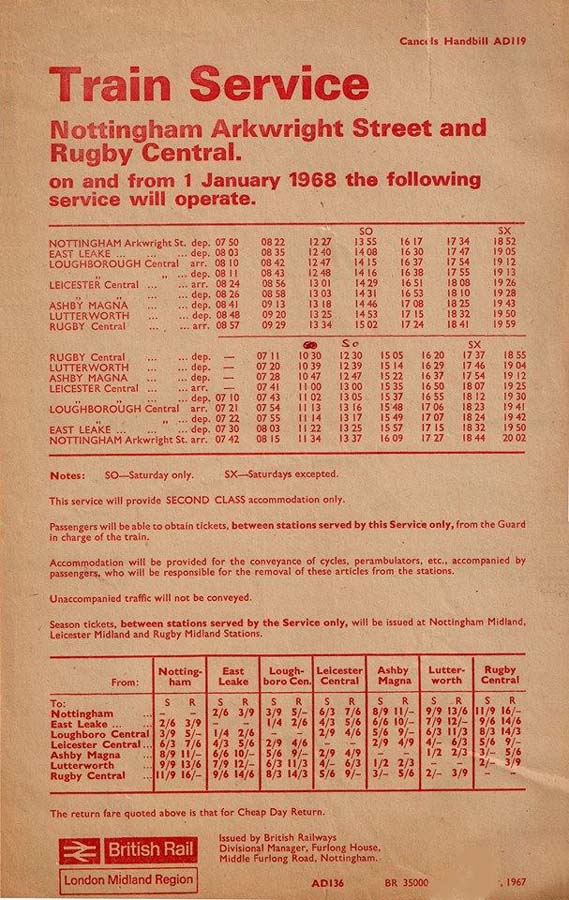 Cancels Handbill AD119
Train Service
Nottingham Arkwright Street and
Rugby Central.
on and from 1 January 1968 the following
service will operate.
SO SX
NOTTINGHAM Arkwright St. dep. 07 50 08 22 12 27 13 55 16 17 17 34 18 52
EAST LEAKE ... ... dep. 08 03 08 35 12 40 14 08 16 30 17 47 19 05
LOUGHBOROUGH Central arr. 08 10 08 42 12 47 14 15 16 37 17 54 19 12
„ „ ... dep. 08 11 08 43 12 48 14 16 16 38 17 55 19 13
LEICESTER Central ... ... arr. 08 24 08 56 13 01 14 29 16 51 18 08 19 26
„ „ ... ... dep. 08 26 08 58 13 03 14 31 16 53 18 10 19 28
ASHBY MAGNA ... ... dep. 08 41 09 13 13 18 14 46 17 08 18 25 19 43
LUTTERWORTH ... ... dep. 08 48 09 20 13 25 14 53 17 15 18 32 19 50
RUGBY Central ... ... arr. 08 57 09 29 13 34 15 02 17 24 18 41 19 59
So SX
RUGBY Central ... ... dep. — 07 11 10 30 12 30 15 05 16 20 17 37 18 55
LUTTERWORTH ... ... dep. — 07 20 10 39 12 39 15 14 16 29 17 46 19 04
ASHBY MAGNA ... ... dep. — 07 28 10 47 12 47 15 22 16 37 17 54 19 12
LEICESTER Central ... ... arr. — 07 41 11 00 13 00 15 35 16 50 18 07 19 25
„ „ ... ... dep. 07 10 07 43 11 02 13 05 15 37 16 55 18 12 19 30
LOUGHBOROUGH Central arr. 07 21 07 54 11 13 13 16 15 48 17 06 18 23 19 41
„ „ ... dep. 07 22 07 55 11 14 13 17 15 49 17 07 18 24 19 42
EAST LEAKE ... ... dep. 07 30 08 03 11 22 13 25 15 57 17 15 18 32 19 50
NOTTINGHAM Arkwright St. arr. 07 42 08 15 11 34 13 37 16 09 17 27 18 44 20 02
Notes: SO—Saturday only. SX—Saturdays excepted.
This service will provide SECOND CLASS accommodation only.
Passengers will be able to obtain tickets, between stations served by this Service only, from the Guard
in charge of the train.
Accommodation will be provided for the conveyance of cycles, perambulators, etc., accompanied by
passengers, who will be responsible for the removal of these articles from the stations.
Unaccompanied traffic will not be conveyed.
Season tickets, between stations served by the Service only, will be issued at Nottingham Midland,
Leicester Midland and Rugby Midland Stations.
From: Notting- East Lough- Leicester Ashby Lutter- Rugby
ham Leake boro Cen. Central Magna worth Central
To: S R S R S R S R S R S R S R
Nottingham ... – – 2/6 3/9 3/9 5/– 6/3 7/6 8/9 11/– 9/9 13/6 11/9 16/–
East Leake ... ... 2/6 3/9 – – 1/4 2/6 4/3 5/6 6/6 10/– 7/9 12/– 9/6 14/6
Loughboro Central 3/9 5/– 1/4 2/6 – – 2/9 4/6 5/6 9/– 6/3 11/3 8/3 14/3
Leicester Central ... 6/3 7/6 4/3 5/6 2/9 4/6 – – 2/9 4/9 4/– 6/3 5/6 9/–
Ashby Magna ... 8/9 11/– 6/6 10/– 5/6 9/– 2/9 4/9 – – 1/2 2/3 3/– 5/6
Lutterworth ... 9/9 13/6 7/9 12/– 6/3 11/3 4/– 6/3 1/2 2/3 – – 2/– 3/9
Rugby Central ... 11/9 16/– 9/6 14/6 8/3 14/3 5/6 9/– 3/– 5/6 2/– 3/9 – –
The return fare quoted above is that for Cheap Day Return.
British Rail
London Midland Region
Issued by British Railways
Divisional Manager, Furlong House,
Middle Furlong Road, Nottingham.
AD136 BR 35000 , 1967